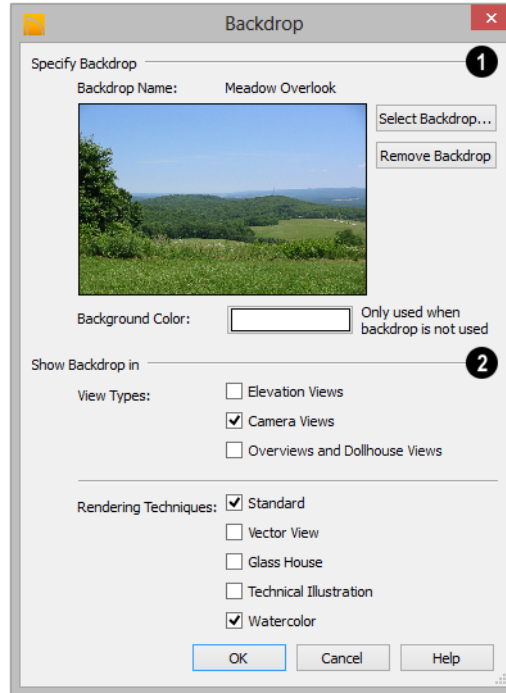 Backdrop
Specify Backdrop
1
Backdrop Name: Meadow Overlook
Select Backdrop...
Remove Backdrop
Background Color:
Only used when
backdrop is not used
Show Backdrop in
2
View Types:
Elevation Views
Camera Views
Overviews and Dollhouse Views
Rendering Techniques:
Standard
Vector View
Glass House
Technical Illustration
Watercolor
OK Cancel Help